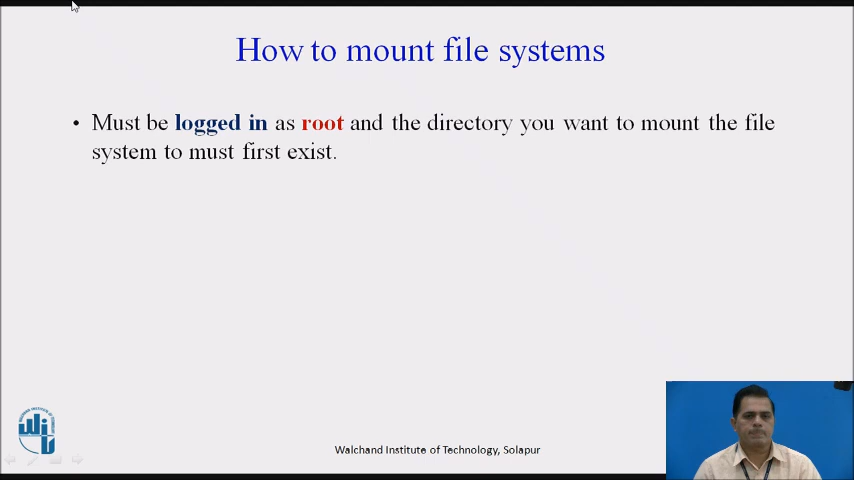 How to mount file systems
• Must be logged in as root and the directory you want to mount the file
system to must first exist.
Walchand Institute of Technology, Solapur